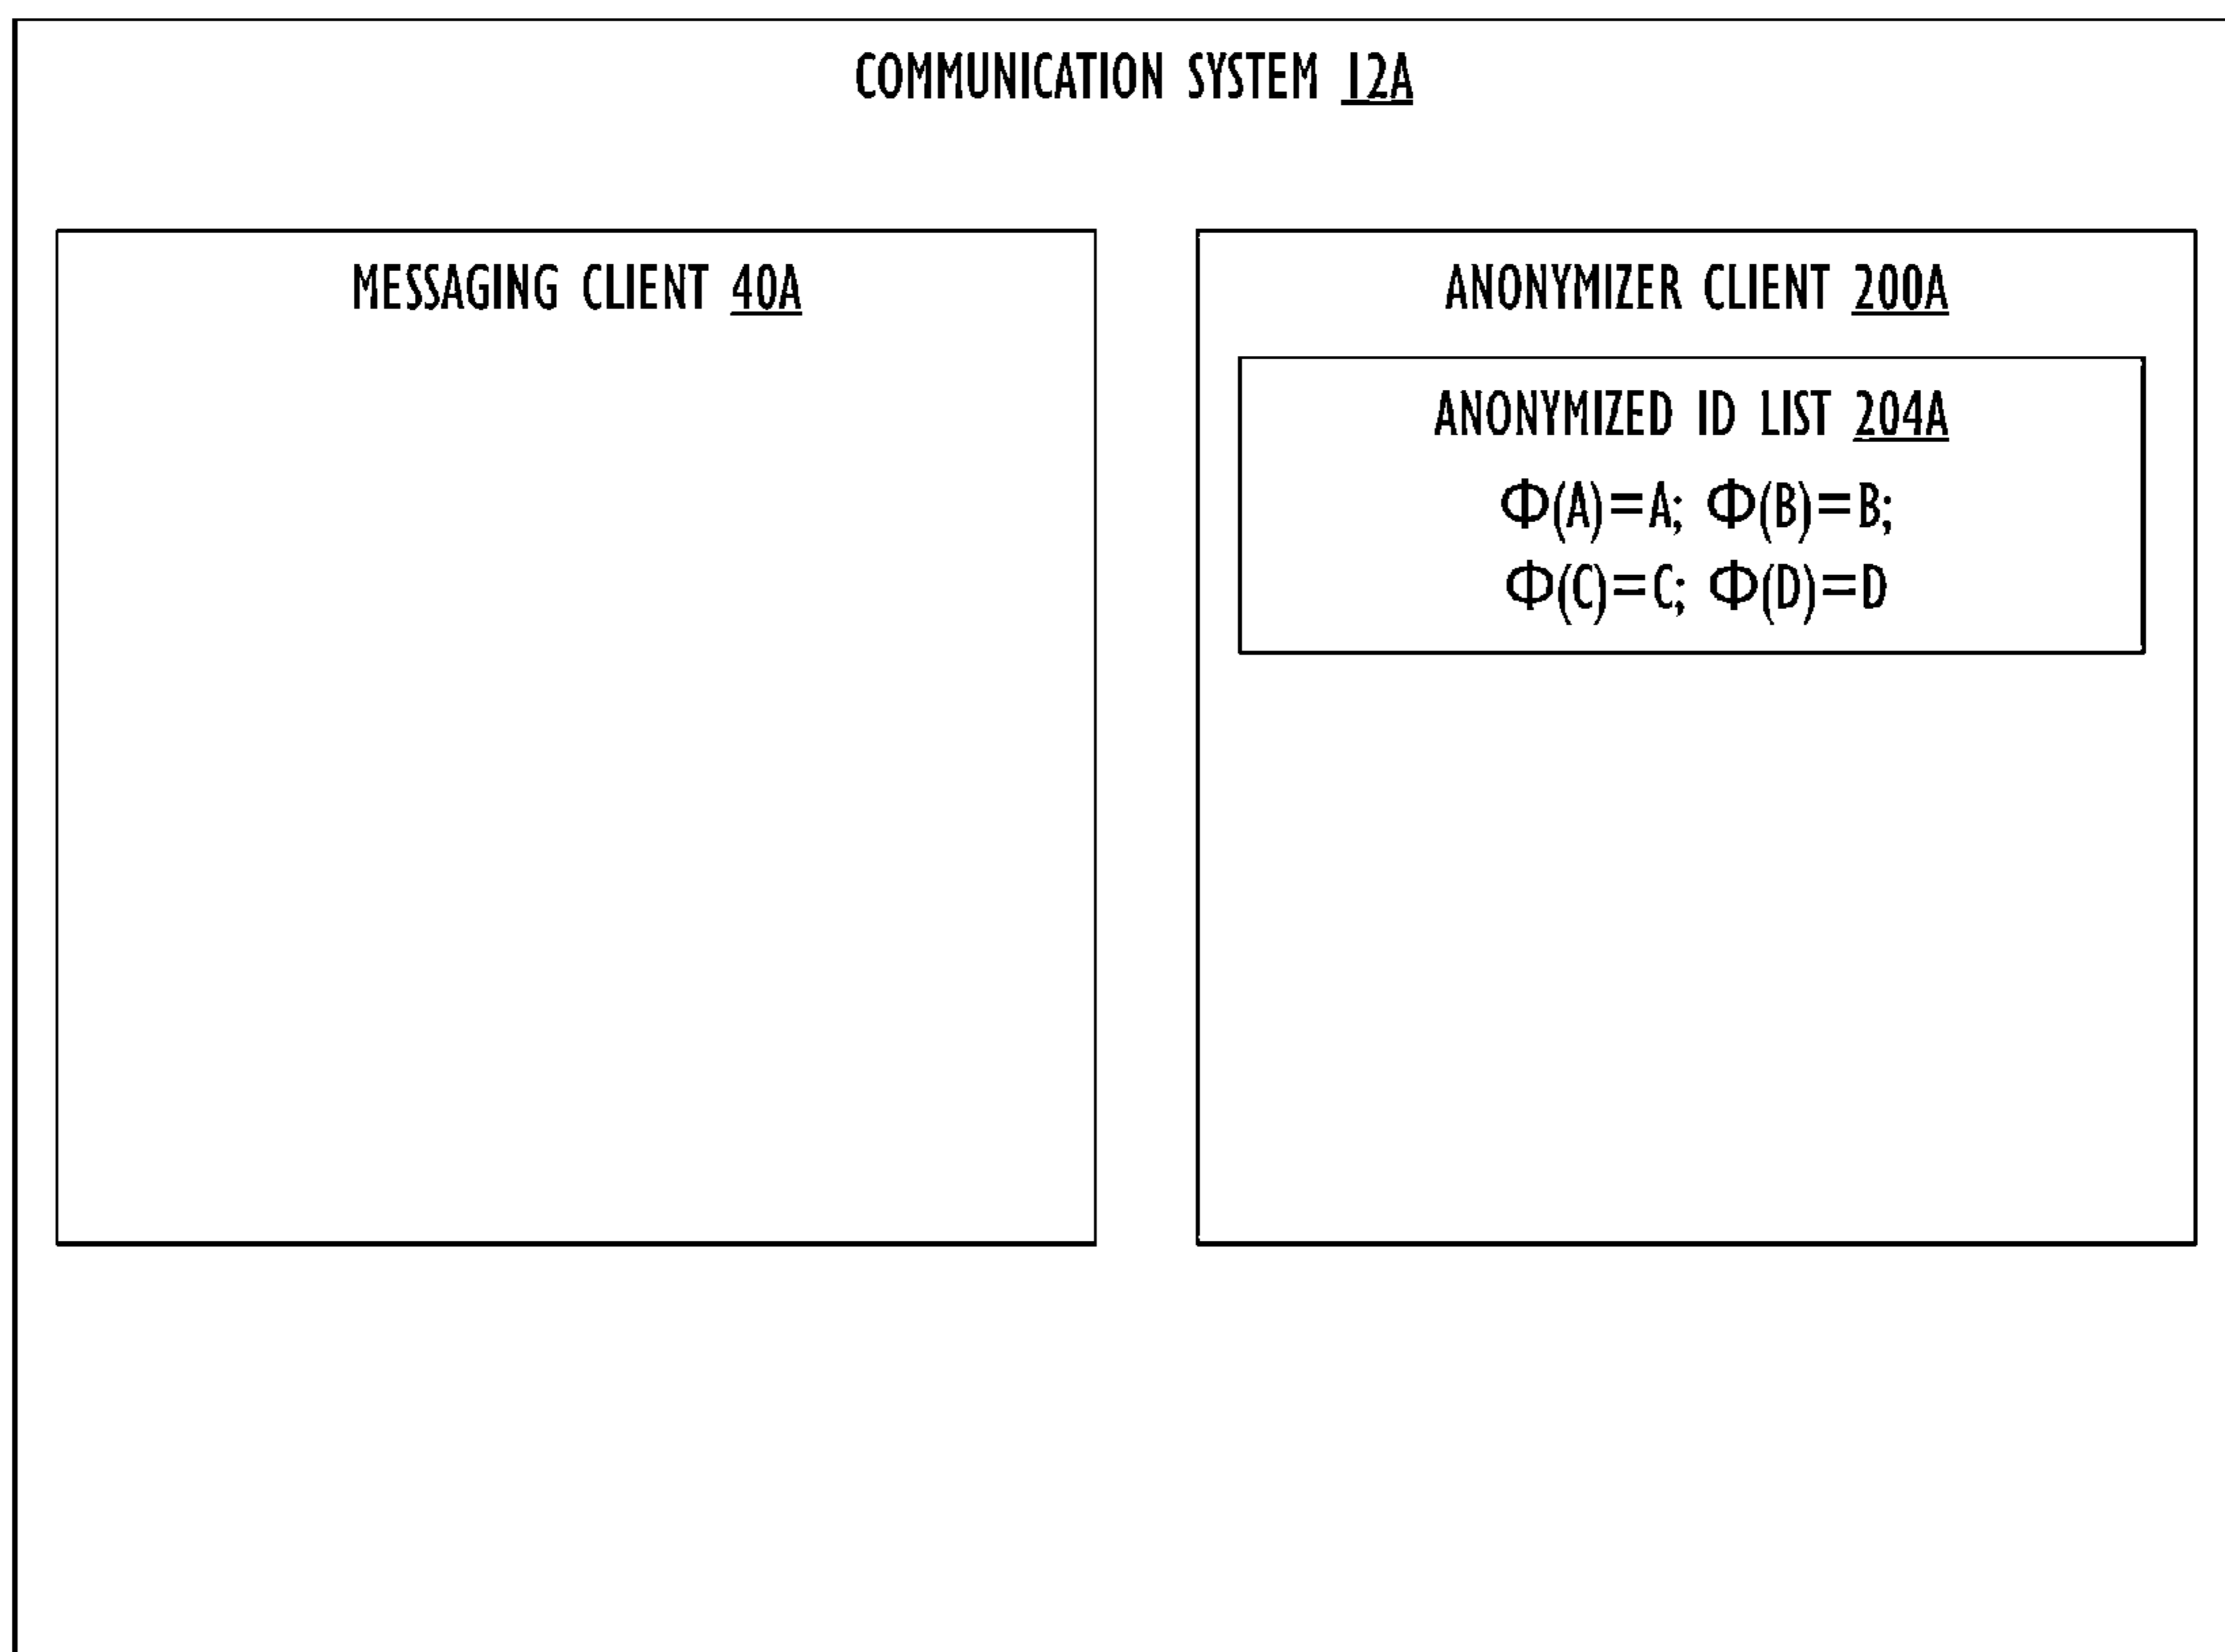 COMMUNICATION SYSTEM 12A
MESSAGING CLIENT 40A
ANONYMIZER CLIENT 200A
ANONYMIZED ID LIST 204A
Φ(A)=A; Φ(B)=B;
Φ(C)=C; Φ(D)=D